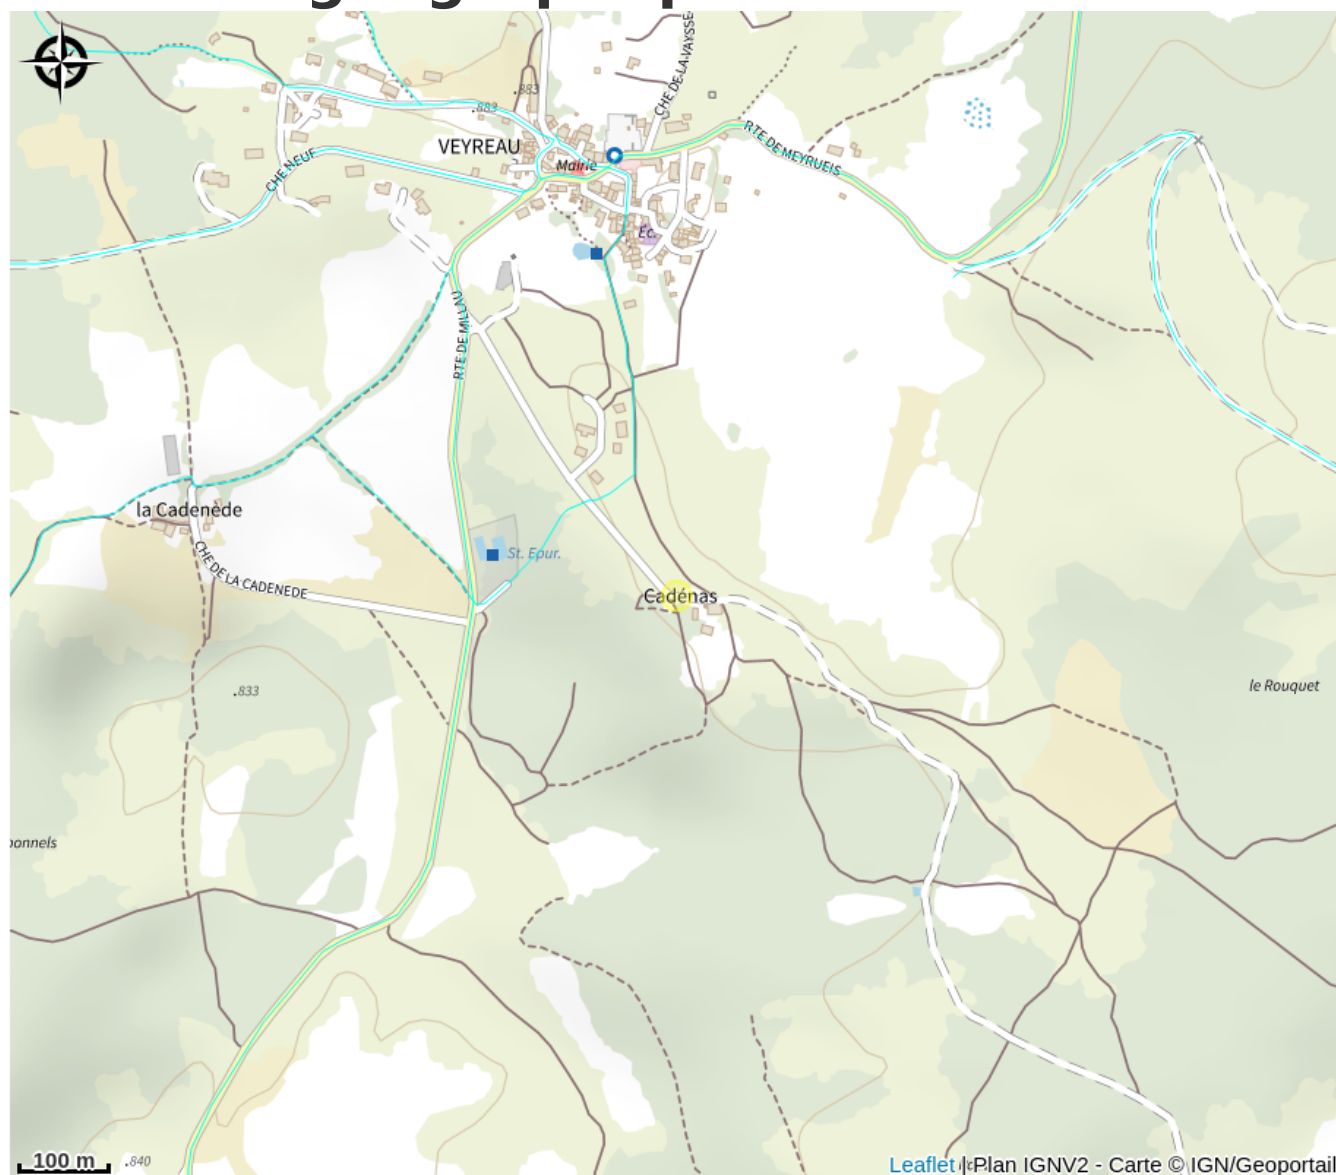 CHE DE LA VAYSSE
.883
.883
VEYREAU
Mairie
RTE DE MEYRUEIS
CHE NEUF
Éc.
RTE DE MILLAU
la Cadenède
St. Epur.
CHE DE LA CADENEDE
Cadénas
.833
le Rouquet
onnels
100 m
.840
Leaflet | Plan IGNV2 - Carte © IGN/Geoportail